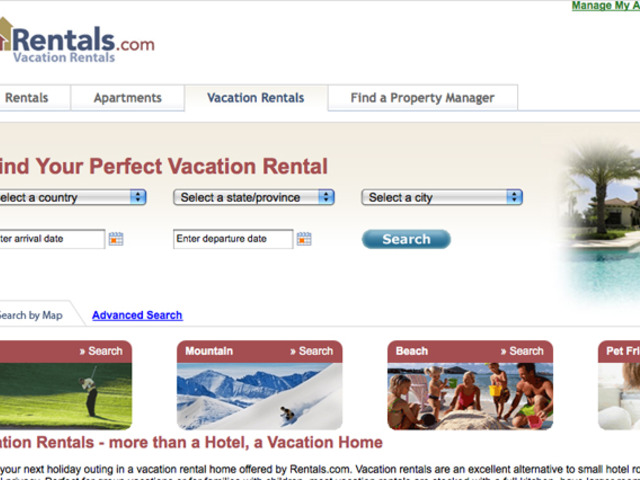 Manage My A
Rentals.com
Vacation Rentals
Rentals
Apartments
Vacation Rentals
Find a Property Manager
ind Your Perfect Vacation Rental
elect a country
Select a state/province
Select a city
ter arrival date
Enter departure date
Search
Search by Map
Advanced Search
» Search
Mountain
» Search
Beach
» Search
Pet Fri
ation Rentals - more than a Hotel, a Vacation Home
your next holiday outing in a vacation rental home offered by Rentals.com. Vacation rentals are an excellent alternative to small hotel ro